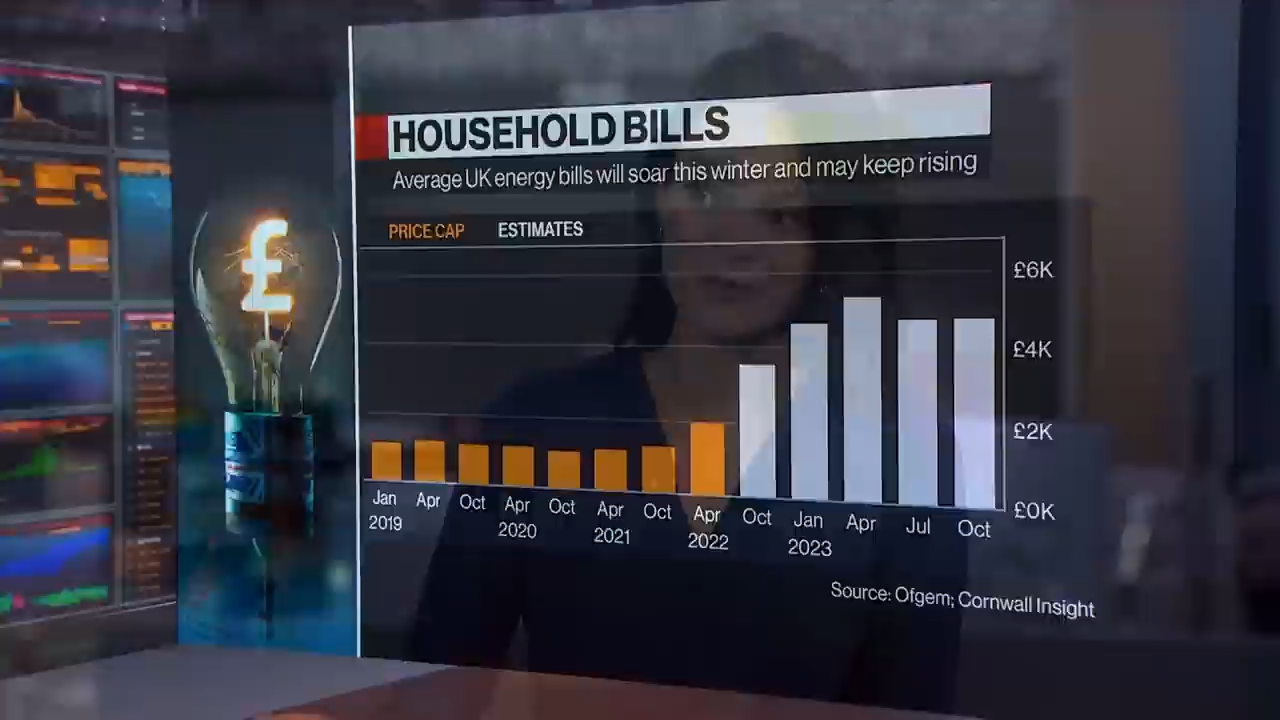 HOUSEHOLD BILLS
Average UK energy bills will soar this winter and may keep rising
PRICE CAP ESTIMATES
£6K
£4K
£2K
£0K
Jan Apr Oct Apr Oct Apr Oct Apr Oct Jan Apr Jul Oct
2019 2020 2021 2022 2023
Source: Ofgem; Cornwall Insight
£